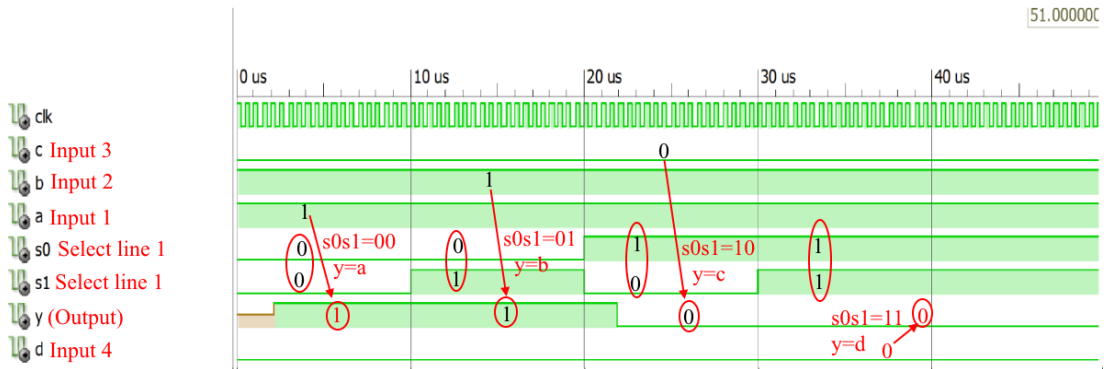 51.000000
0 us 10 us 20 us 30 us 40 us
clk
c Input 3 0
b Input 2 1
a Input 1 1
s0 Select line 1 0 s0s1=00 0 s0s1=01 1 s0s1=10 1
y=a y=b y=c
s1 Select line 1 0 1 0 1
y (Output) 1 1 0 s0s1=11 0
d Input 4 y=d 0